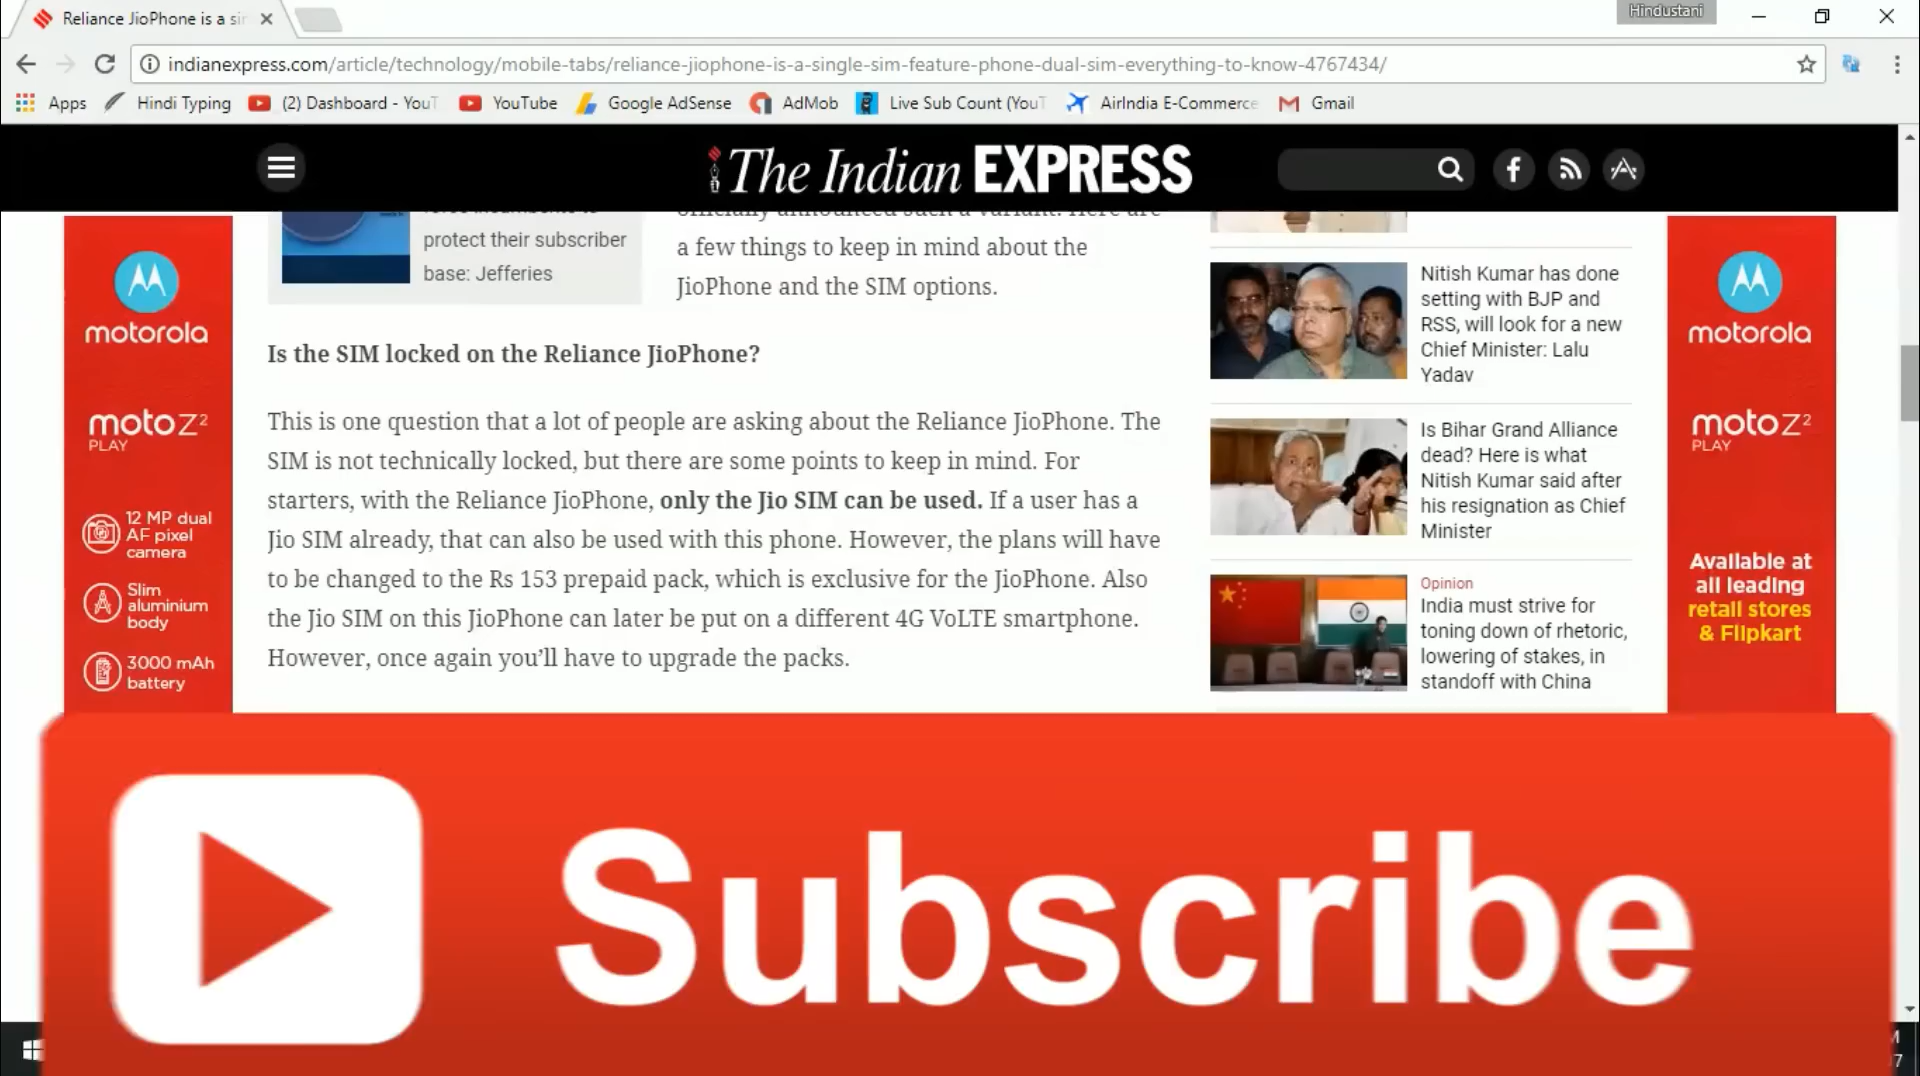 Reliance JioPhone is a si
Hindustani
indianexpress.com/article/technology/mobile-tabs/reliance-jiophone-is-a-single-sim-feature-phone-dual-sim-everything-to-know-4767434/
Apps
Hindi Typing
(2) Dashboard - YouT
YouTube
Google AdSense
AdMob
Live Sub Count (YouT
AirIndia E-Commerce
Gmail
The Indian EXPRESS
protect their subscriber
base: Jefferies
officially announced such a variant. Here are
a few things to keep in mind about the
JioPhone and the SIM options.
Is the SIM locked on the Reliance JioPhone?
This is one question that a lot of people are asking about the Reliance JioPhone. The
SIM is not technically locked, but there are some points to keep in mind. For
starters, with the Reliance JioPhone, only the Jio SIM can be used. If a user has a
Jio SIM already, that can also be used with this phone. However, the plans will have
to be changed to the Rs 153 prepaid pack, which is exclusive for the JioPhone. Also
the Jio SIM on this JioPhone can later be put on a different 4G VoLTE smartphone.
However, once again you’ll have to upgrade the packs.
Nitish Kumar has done
setting with BJP and
RSS, will look for a new
Chief Minister: Lalu
Yadav
Is Bihar Grand Alliance
dead? Here is what
Nitish Kumar said after
his resignation as Chief
Minister
Opinion
India must strive for
toning down of rhetoric,
lowering of stakes, in
standoff with China
motorola
moto z²
PLAY
12 MP dual
AF pixel
camera
Slim
aluminium
body
3000 mAh
battery
motorola
moto z²
PLAY
Available at
all leading
retail stores
& Flipkart
Subscribe